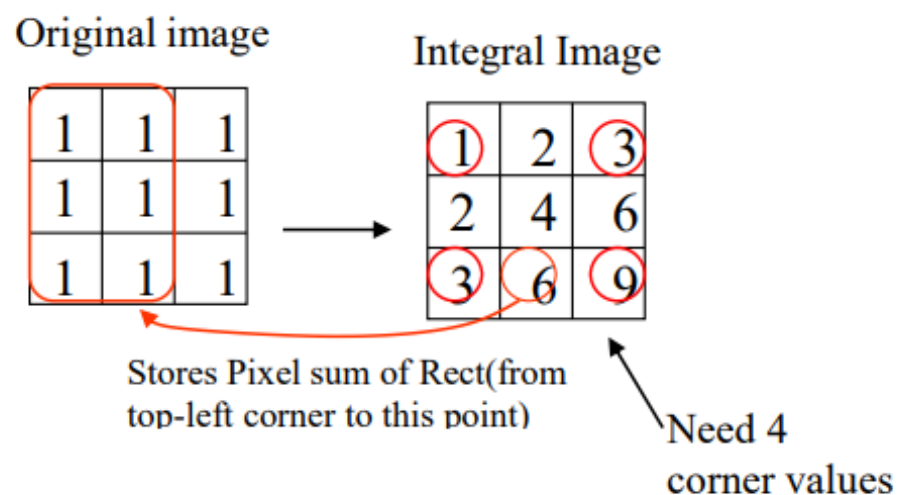 Original image
Integral Image
1 1 1
1 1 1
1 1 1
1 2 3
2 4 6
3 6 9
Stores Pixel sum of Rect(from
top-left corner to this point)
Need 4
corner values